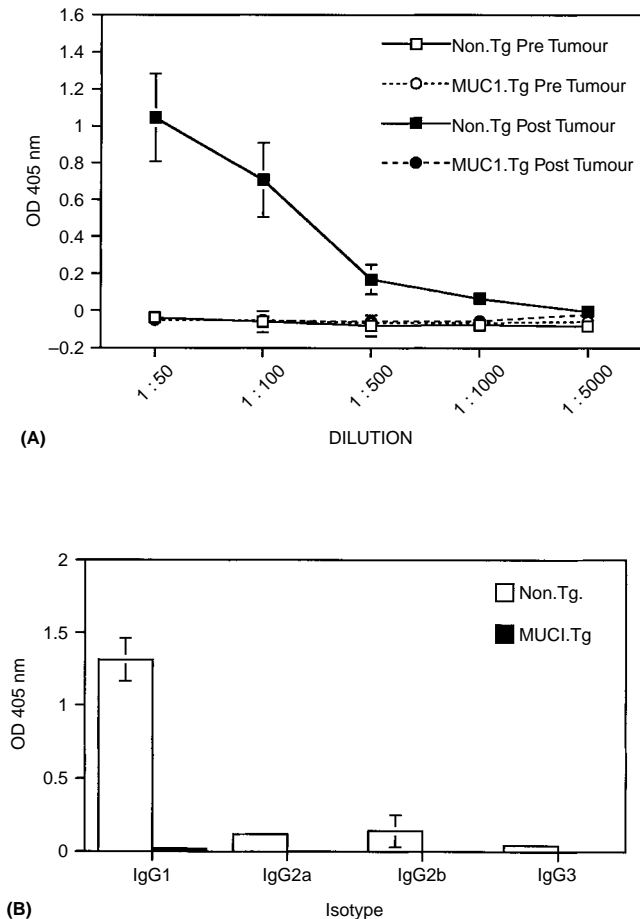 1.6
1.4
1.2
1
0.8
0.6
0.4
0.2
0
–0.2
OD 405 nm
Non.Tg Pre Tumour
MUC1.Tg Pre Tumour
Non.Tg Post Tumour
MUC1.Tg Post Tumour
1:50
1:100
1:500
1:1000
1:5000
(A)
DILUTION
2
1.5
1
0.5
0
OD 405 nm
Non.Tg.
MUCI.Tg
IgG1
IgG2a
IgG2b
IgG3
(B)
Isotype